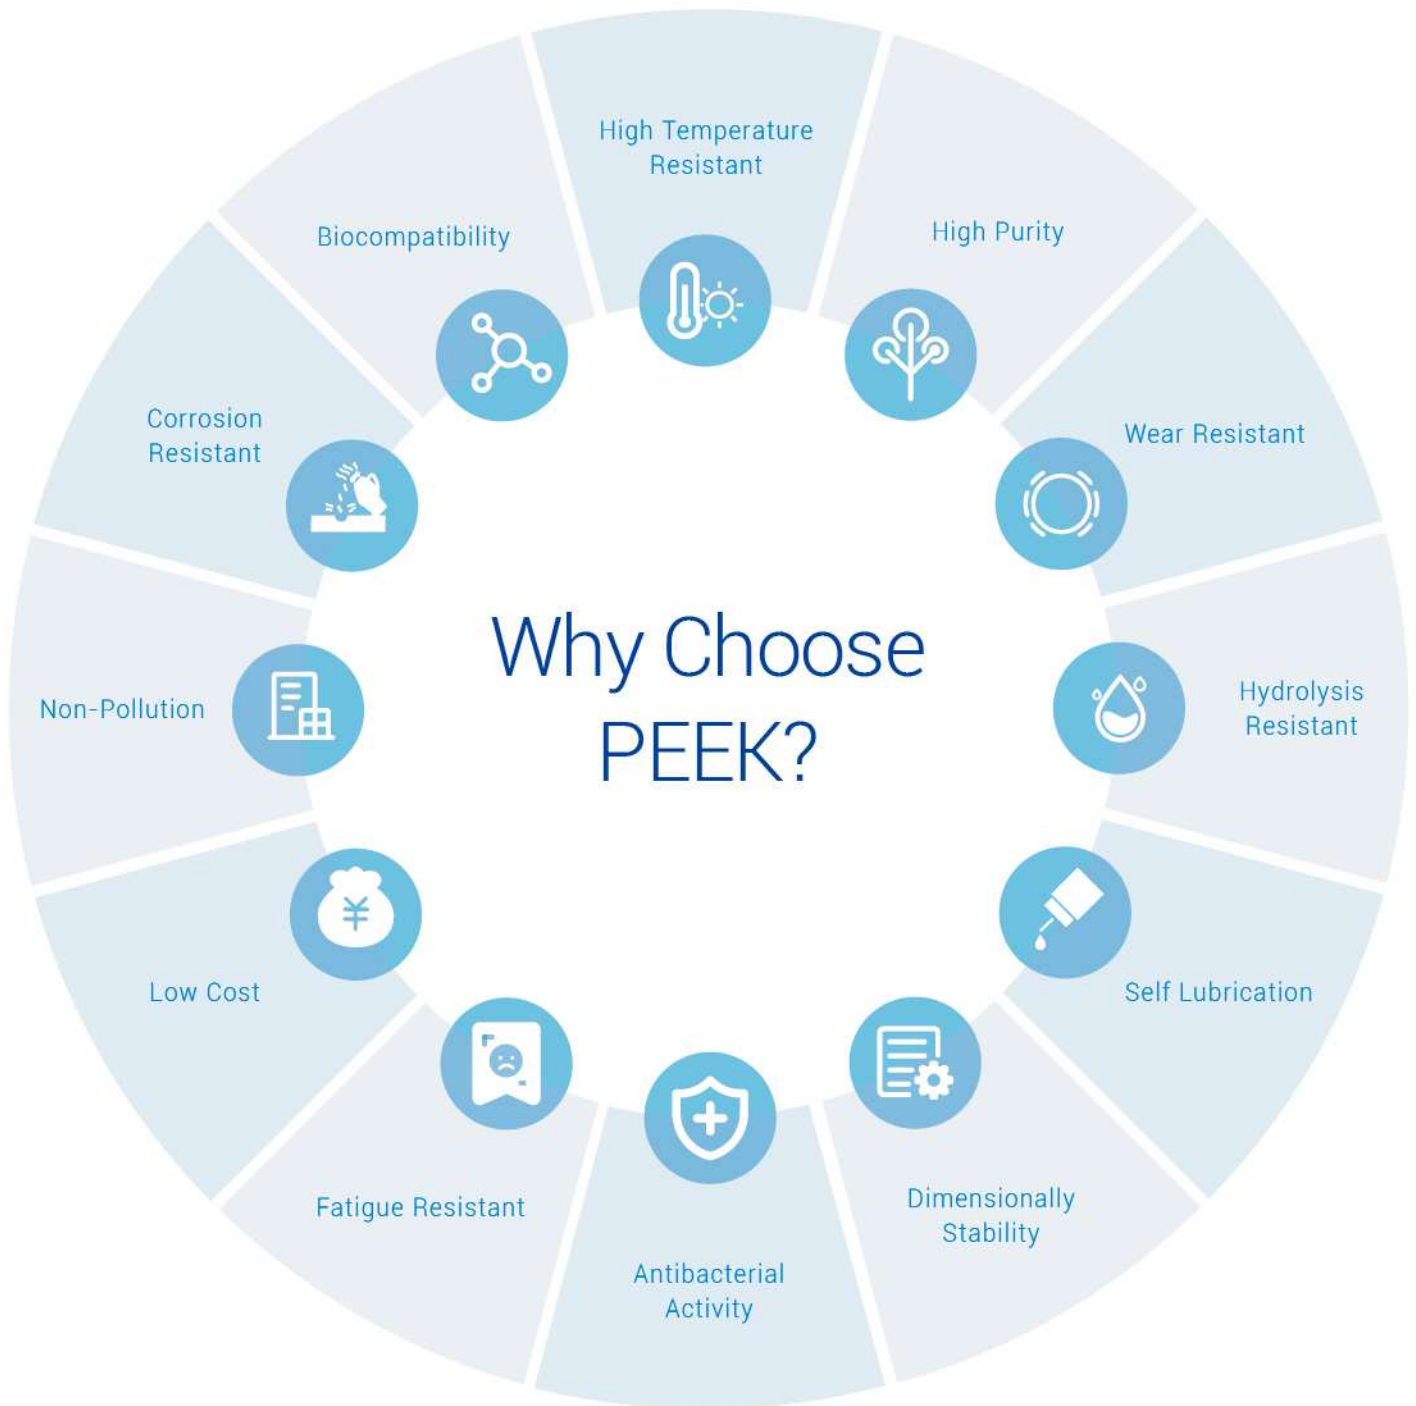 High Temperature
Resistant
High Purity
Wear Resistant
Hydrolysis
Resistant
Self Lubrication
Dimensionally
Stability
Antibacterial
Activity
Fatigue Resistant
Low Cost
Non-Pollution
Corrosion
Resistant
Biocompatibility
Why Choose
PEEK?
¥